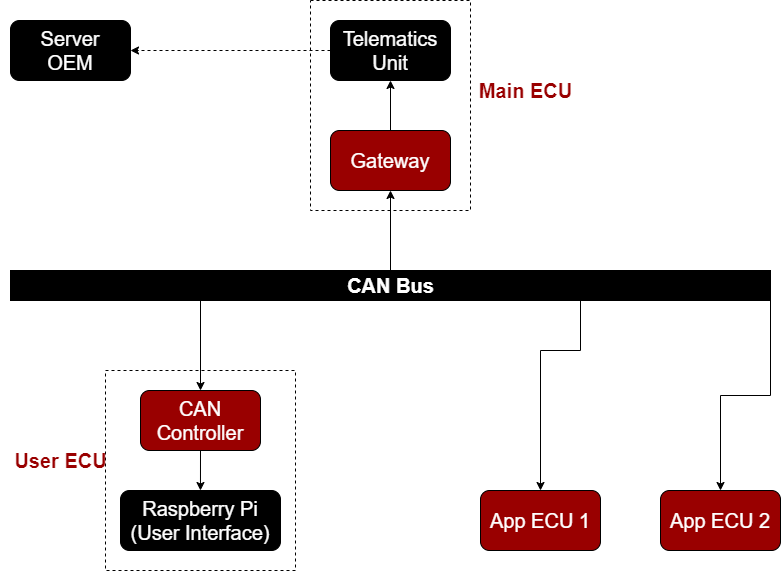 Server
OEM
Telematics
Unit
Main ECU
Gateway
CAN Bus
CAN
Controller
User ECU
Raspberry Pi
(User Interface)
App ECU 1
App ECU 2